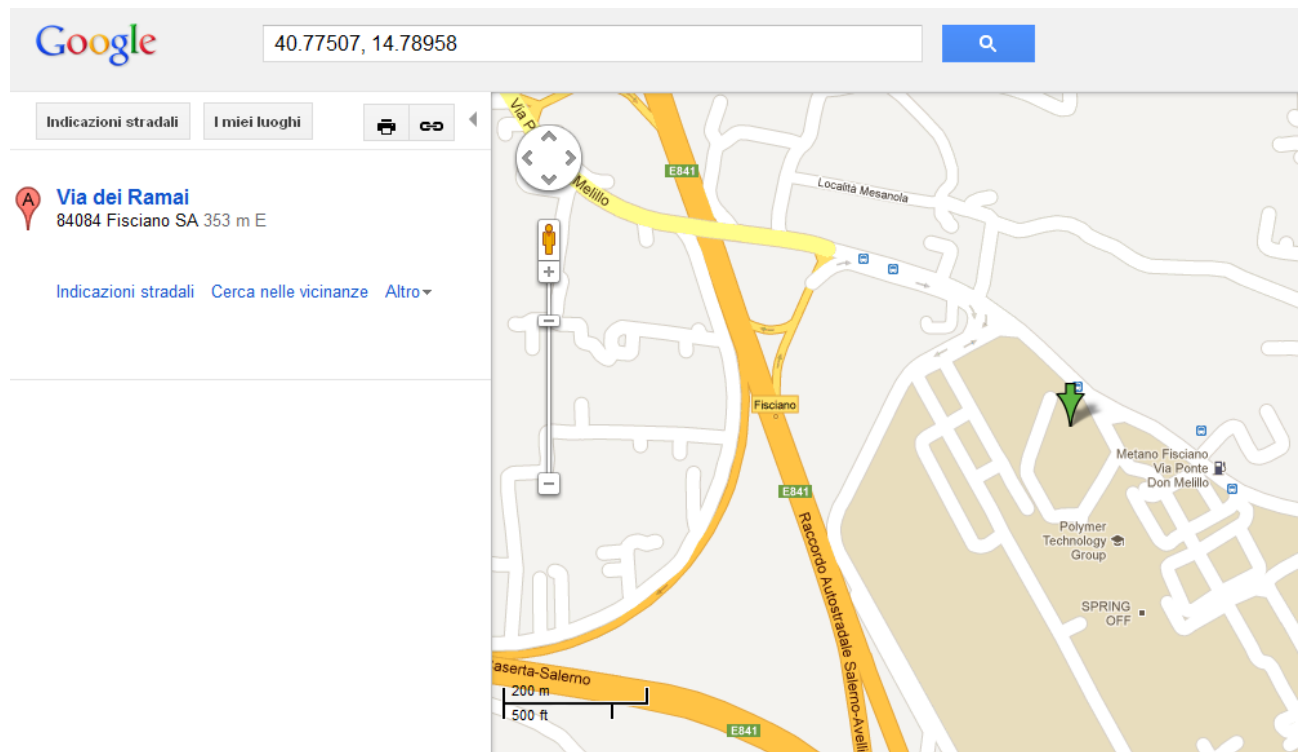 Google
40.77507, 14.78958
Indicazioni stradali
I miei luoghi
A
Via dei Ramai
84084 Fisciano SA 353 m E
Indicazioni stradali Cerca nelle vicinanze Altro
Via P
Melillo
E841
Località Mesanola
Fisciano
E841
Metano Fisciano
Via Ponte
Don Melillo
Polymer
Technology
Group
SPRING
OFF
Raccordo Autostradale Salerno-Avelli
aserta-Salerno
200 m
500 ft
E841